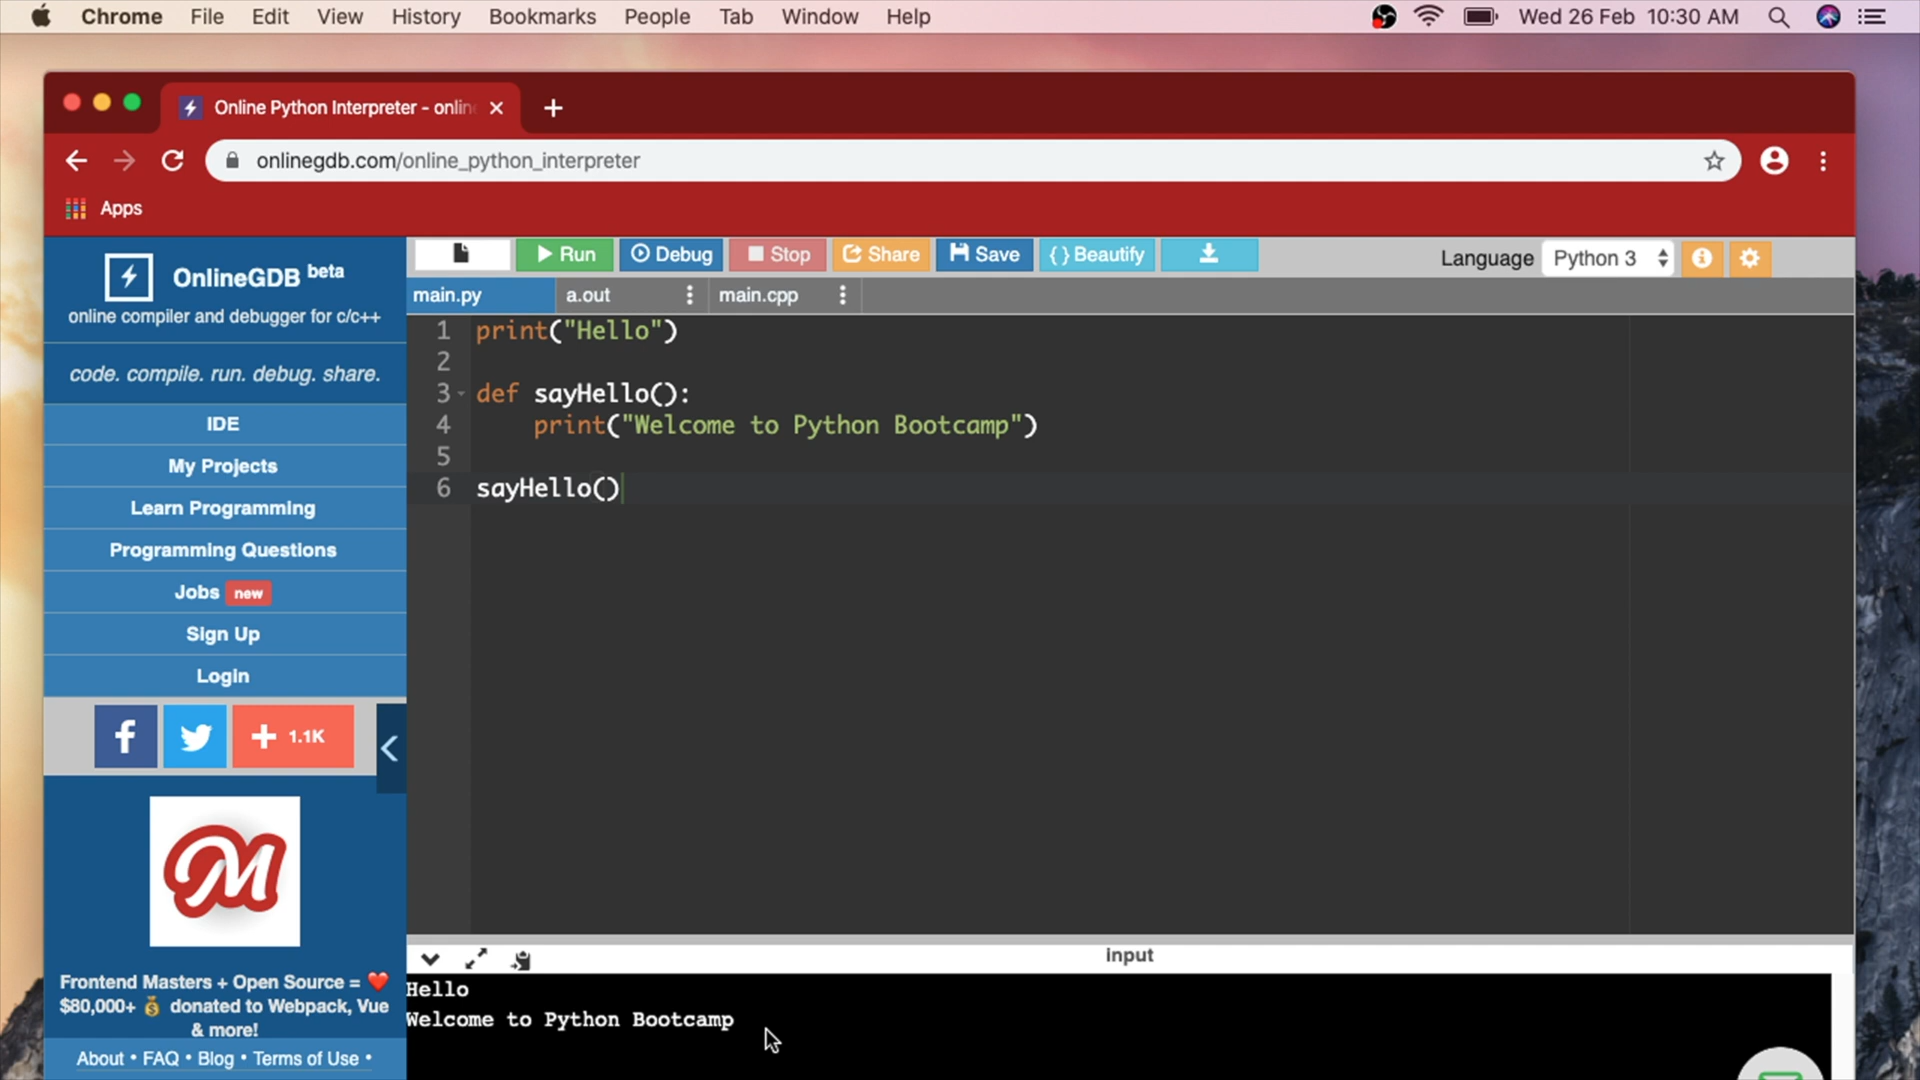 Chrome File Edit View History Bookmarks People Tab Window Help Wed 26 Feb 10:30 AM
Online Python Interpreter - onlin
onlinegdb.com/online_python_interpreter
Apps
OnlineGDB beta
online compiler and debugger for c/c++
code. compile. run. debug. share.
IDE
My Projects
Learn Programming
Programming Questions
Jobs new
Sign Up
Login
f + 1.1K
M
Frontend Masters + Open Source = ❤️
$80,000+ 💰 donated to Webpack, Vue
& more!
About • FAQ • Blog • Terms of Use •
Run Debug Stop Share Save {} Beautify Language Python 3
main.py a.out main.cpp
1 print("Hello")
2
3 def sayHello():
4     print("Welcome to Python Bootcamp")
5
6 sayHello()
input
Hello
Welcome to Python Bootcamp